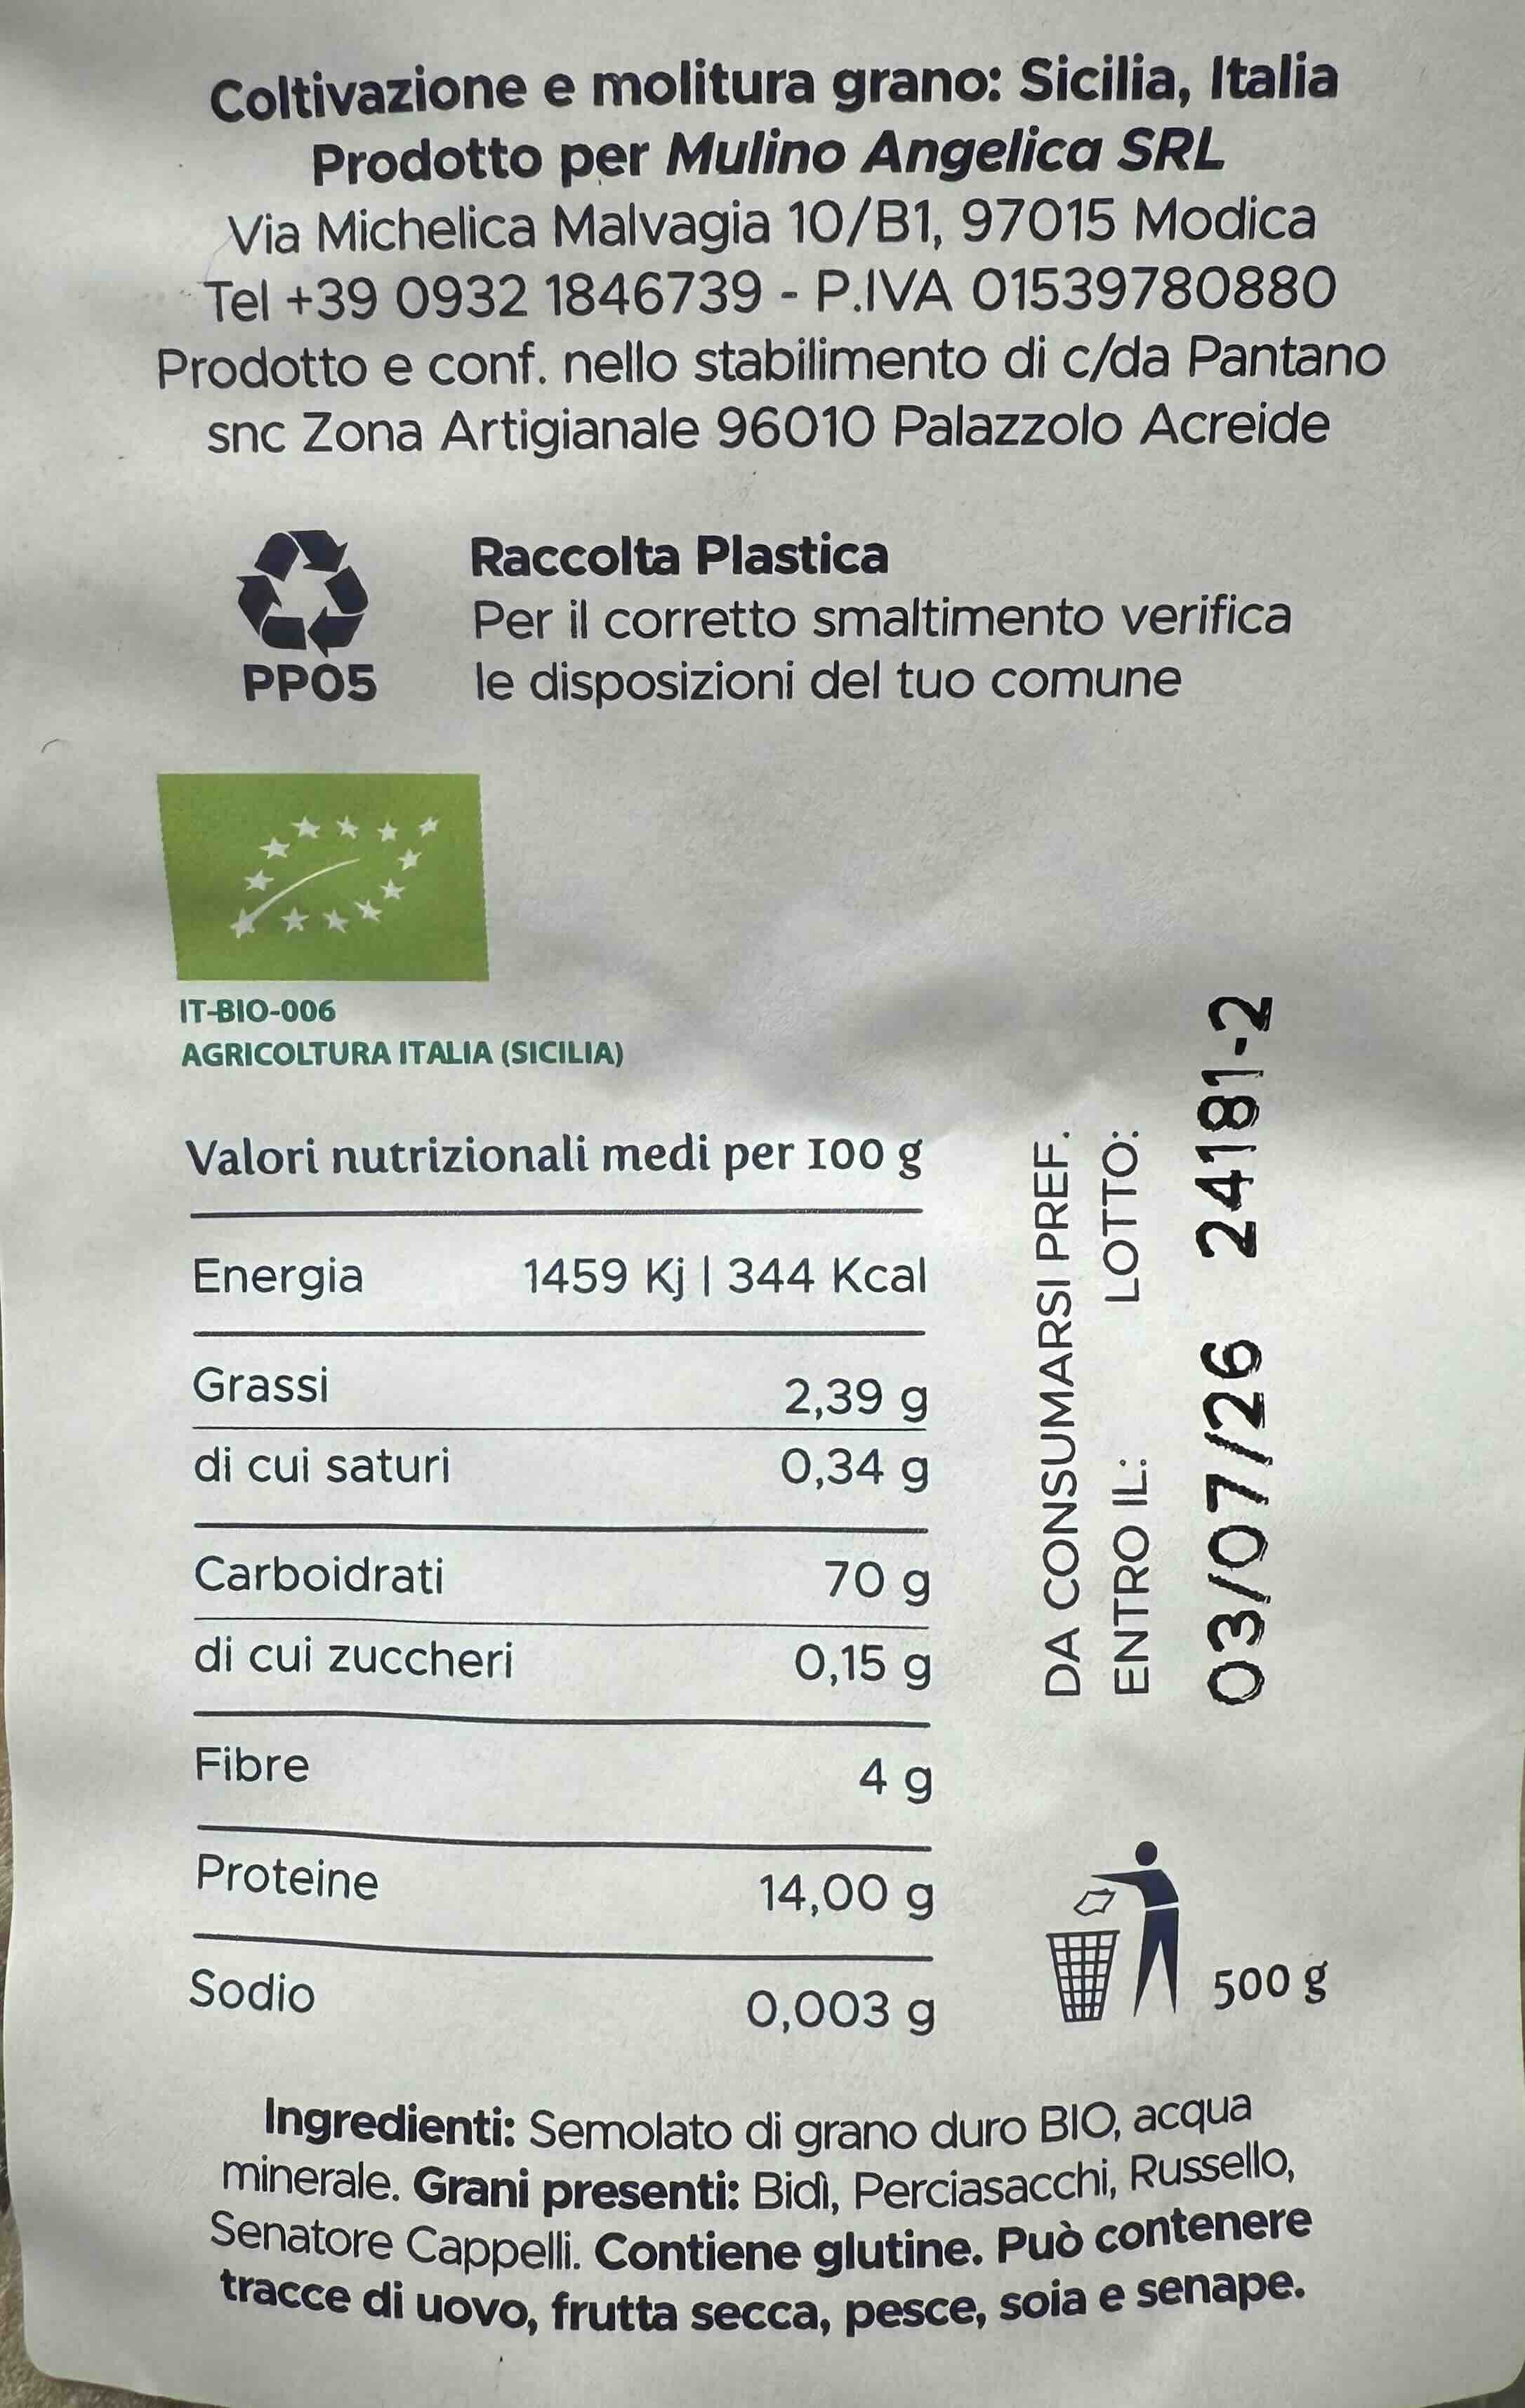 Coltivazione e molitura grano: Sicilia, Italia
Prodotto per Mulino Angelica SRL
Via Michelica Malvagia 10/B1, 97015 Modica
Tel +39 0932 1846739 - P.IVA 01539780880
Prodotto e conf. nello stabilimento di c/da Pantano
snc Zona Artigianale 96010 Palazzolo Acreide
PP05
Raccolta Plastica
Per il corretto smaltimento verifica
le disposizioni del tuo comune
IT-BIO-006
AGRICOLTURA ITALIA (SICILIA)
Valori nutrizionali medi per 100 g
Energia 1459 Kj | 344 Kcal
Grassi 2,39 g
di cui saturi 0,34 g
Carboidrati 70 g
di cui zuccheri 0,15 g
Fibre 4 g
Proteine 14,00 g
Sodio 0,003 g
DA CONSUMARSI PREF.
ENTRO IL: LOTTO:
03/07/26 24181-2
500 g
Ingredienti: Semolato di grano duro BIO, acqua
minerale. Grani presenti: Bidì, Perciasacchi, Russello,
Senatore Cappelli. Contiene glutine. Può contenere
tracce di uovo, frutta secca, pesce, soia e senape.